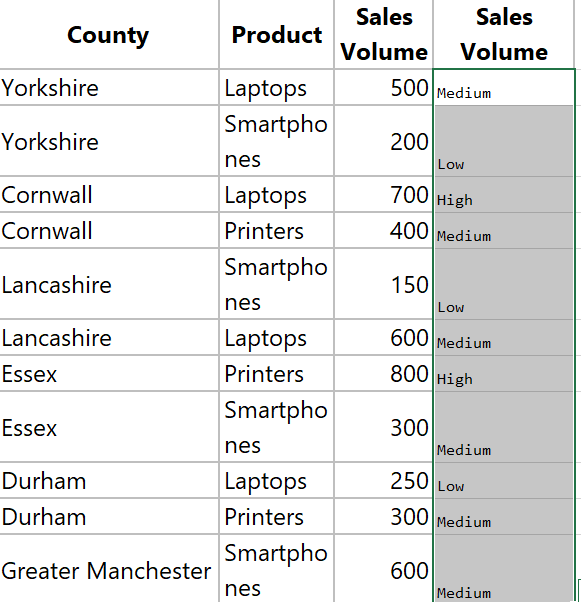 County Product Sales Volume Sales Volume
Yorkshire Laptops 500 Medium
Yorkshire Smartphones 200 Low
Cornwall Laptops 700 High
Cornwall Printers 400 Medium
Lancashire Smartphones 150 Low
Lancashire Laptops 600 Medium
Essex Printers 800 High
Essex Smartphones 300 Medium
Durham Laptops 250 Low
Durham Printers 300 Medium
Greater Manchester Smartphones 600 Medium